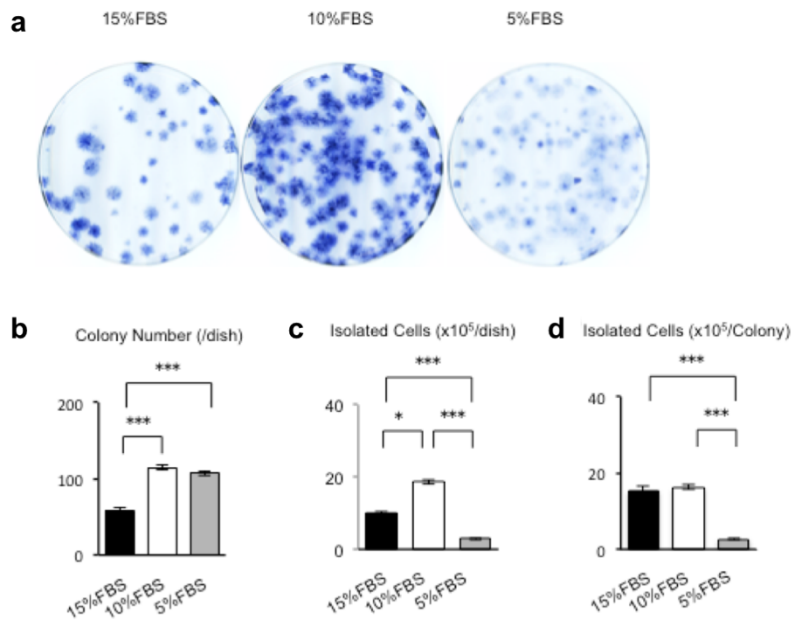 a
15%FBS 10%FBS 5%FBS
b Colony Number (/dish)
***
***
200
100
0
15%FBS 10%FBS 5%FBS
c Isolated Cells (x10⁵/dish)
***
* ***
40
20
0
15%FBS 10%FBS 5%FBS
d Isolated Cells (x10⁵/Colony)
***
***
40
20
0
15%FBS 10%FBS 5%FBS